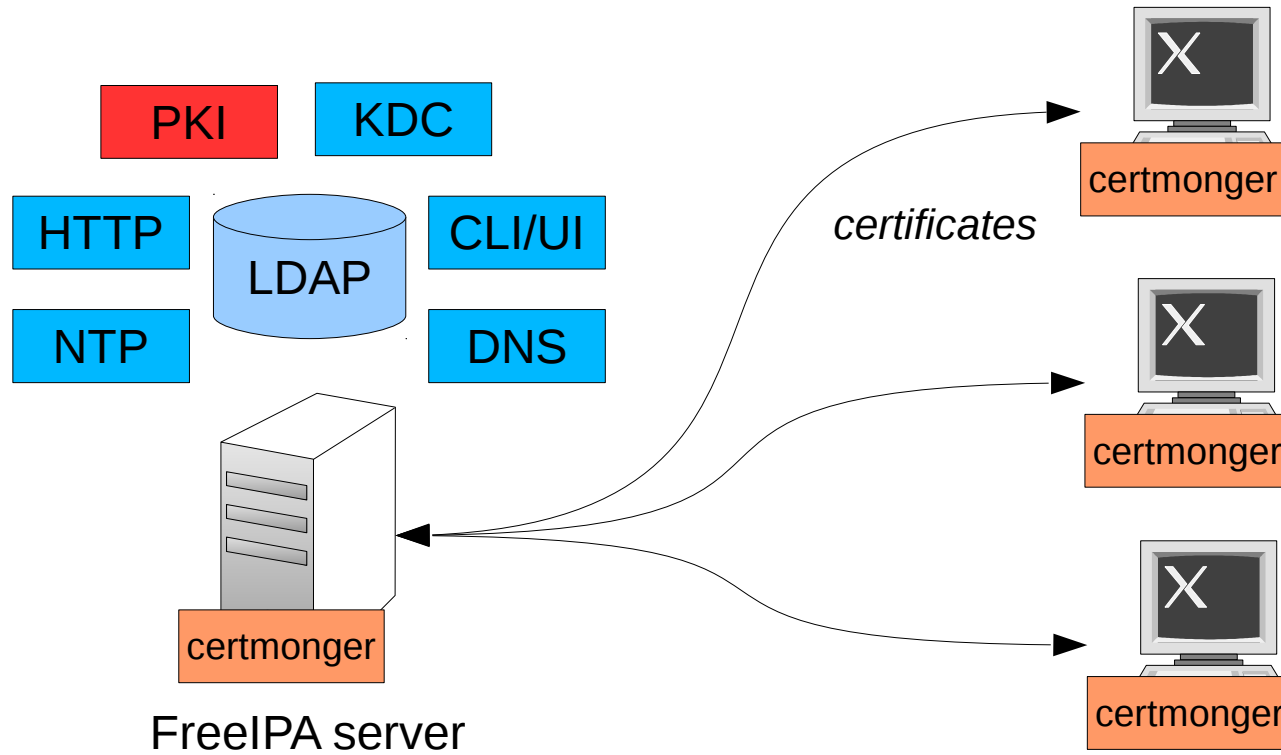 PKI
KDC
certmonger
HTTP
CLI/UI
certificates
LDAP
NTP
DNS
certmonger
certmonger
certmonger
FreeIPA server